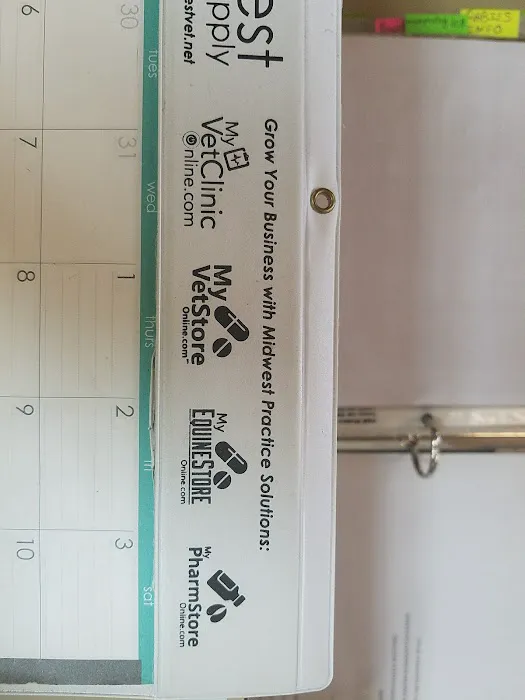 est
pply
estvet.net
Grow Your Business with Midwest Practice Solutions:
My
VetClinic
Online.com
My
VetStore
Online.com™
My
EquineStore
Online.com
My
PharmStore
Online.com
tues wed thurs fri sat
30 31 1 2 3
6 7 8 9 10